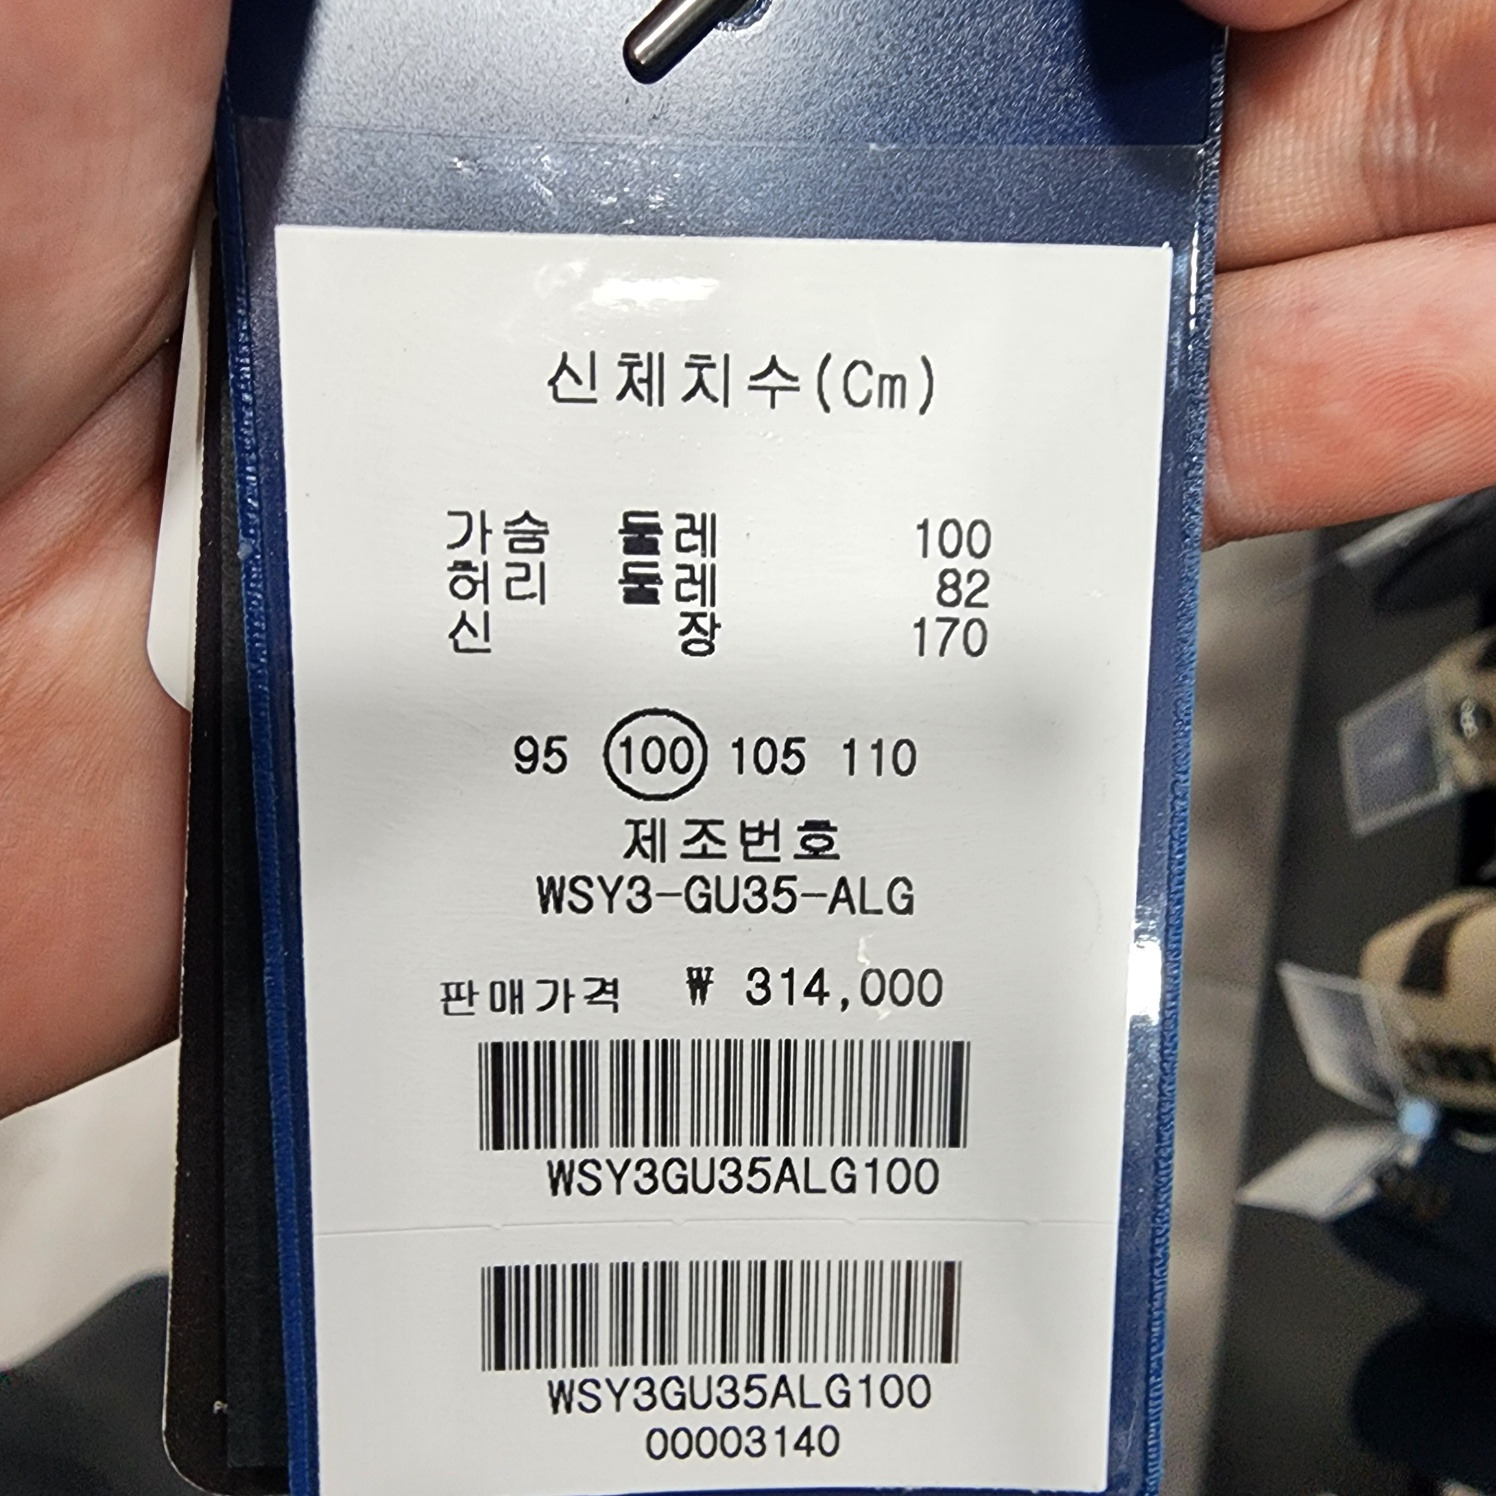 신체치수(Cm)
가슴 둘레 100
허리 둘레 82
신 장 170
95 100 105 110
제조번호
WSY3-GU35-ALG
판매가격 ₩ 314,000
WSY3GU35ALG100
WSY3GU35ALG100
00003140